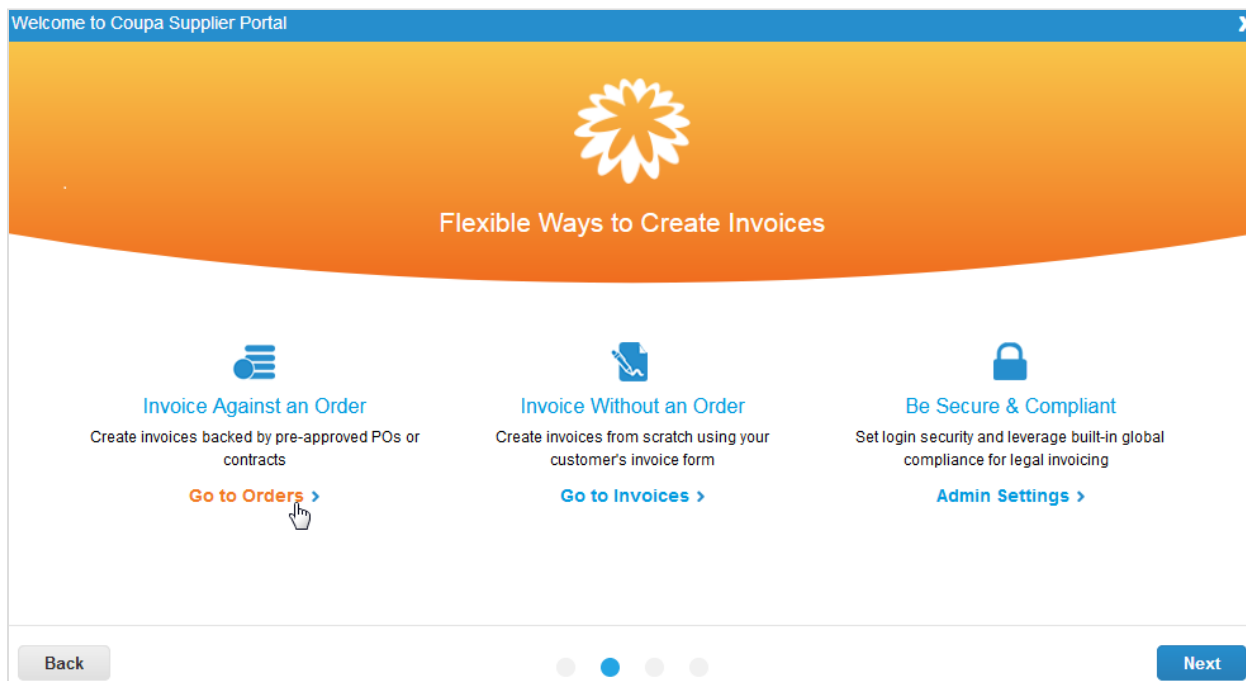 Welcome to Coupa Supplier Portal
Flexible Ways to Create Invoices
Invoice Against an Order
Create invoices backed by pre-approved POs or
contracts
Go to Orders >
Invoice Without an Order
Create invoices from scratch using your
customer's invoice form
Go to Invoices >
Be Secure & Compliant
Set login security and leverage built-in global
compliance for legal invoicing
Admin Settings >
Back
Next